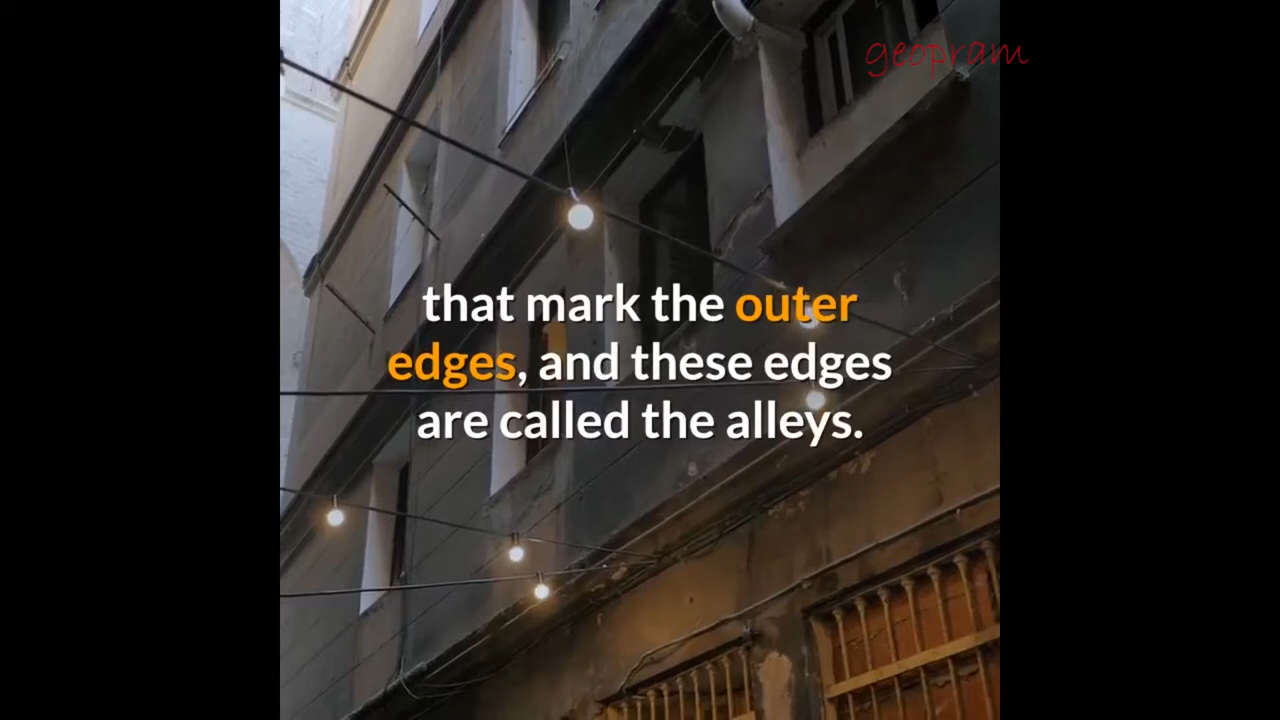 geopram
that mark the outer
edges, and these edges
are called the alleys.